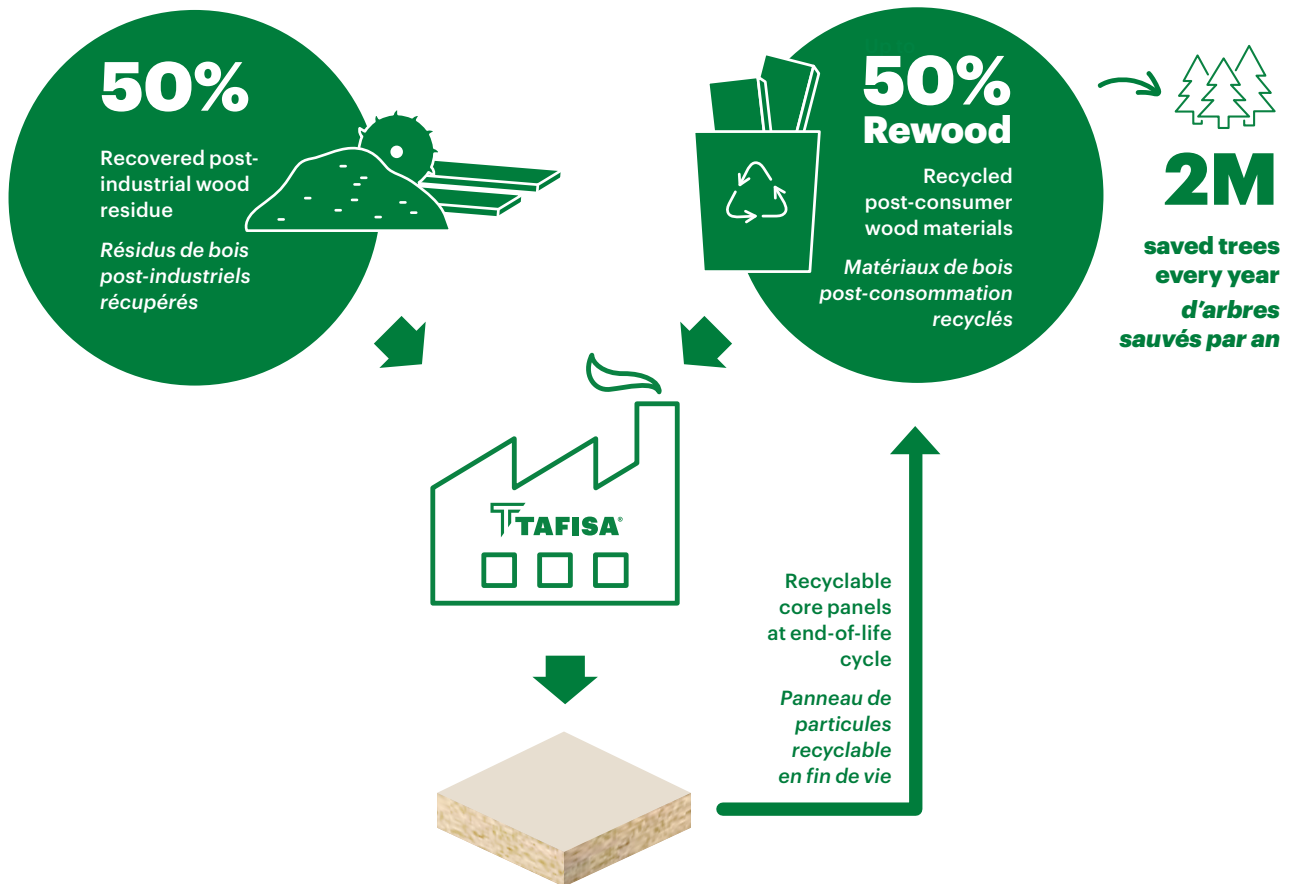 50%
Recovered post-
industrial wood
residue
Résidus de bois
post-industriels
récupérés
Up to
50%
Rewood
Recycled
post-consumer
wood materials
Matériaux de bois
post-consommation
recyclés
2M
saved trees
every year
d’arbres
sauvés par an
TAFISA®
Recyclable
core panels
at end-of-life
cycle
Panneau de
particules
recyclable
en fin de vie